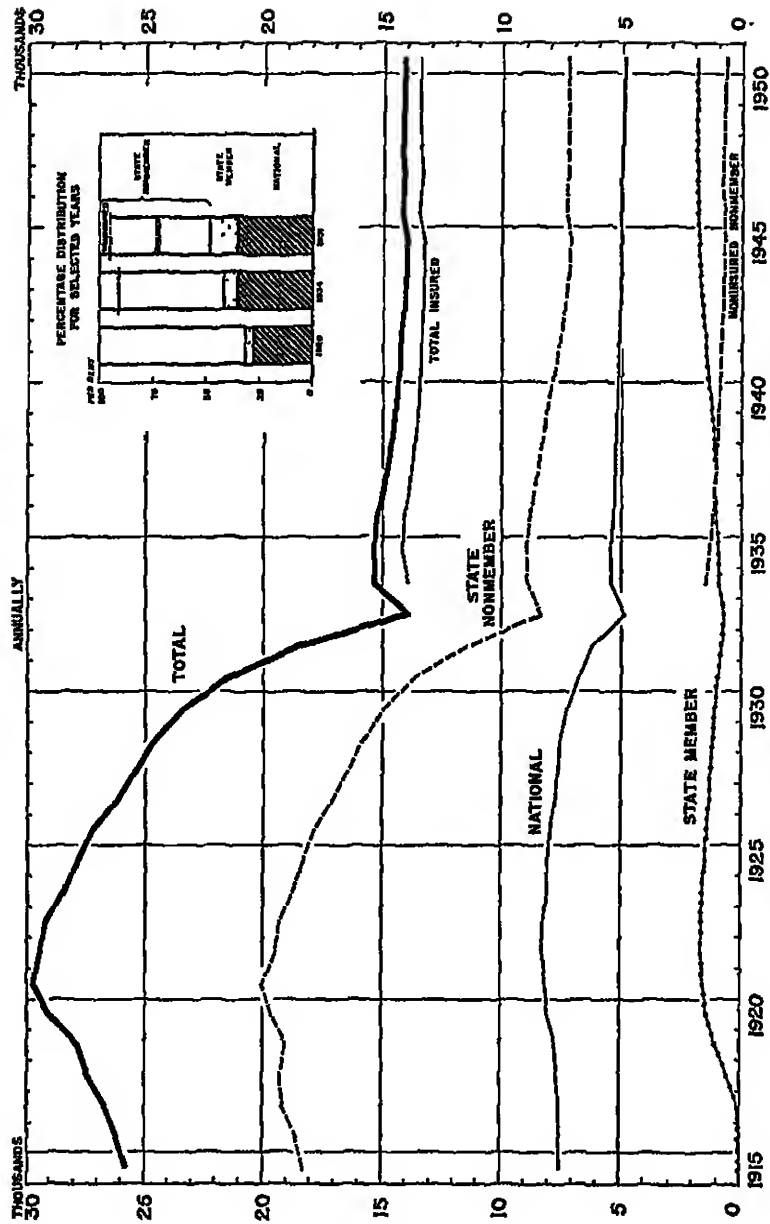 THOUSANDS
ANNUALLY
THOUSANDS
30
25
20
15
10
5
0
30
25
20
15
10
5
0
PERCENTAGE DISTRIBUTION
FOR SELECTED YEARS
STATE
NONMEMBER
STATE
MEMBER
NATIONAL
1934
TOTAL
TOTAL INSURED
STATE
NONMEMBER
NATIONAL
STATE MEMBER
NONINSURED NONMEMBER
1915
1920
1925
1930
1935
1940
1945
1950